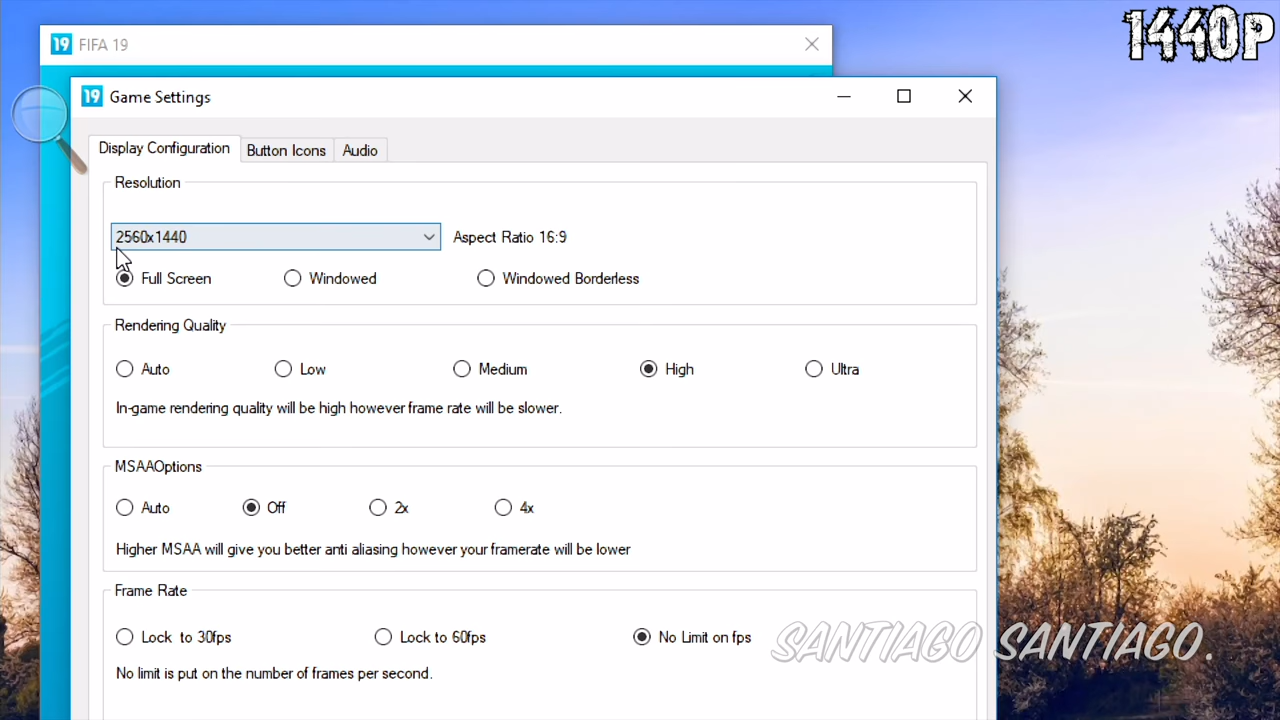 1440P
19 FIFA 19
19 Game Settings
Display Configuration Button Icons Audio
Resolution
2560x1440 Aspect Ratio 16:9
Full Screen Windowed Windowed Borderless
Rendering Quality
Auto Low Medium High Ultra
In-game rendering quality will be high however frame rate will be slower.
MSAAOptions
Auto Off 2x 4x
Higher MSAA will give you better anti aliasing however your framerate will be lower
Frame Rate
Lock to 30fps Lock to 60fps No Limit on fps
SANTIAGO SANTIAGO.
No limit is put on the number of frames per second.